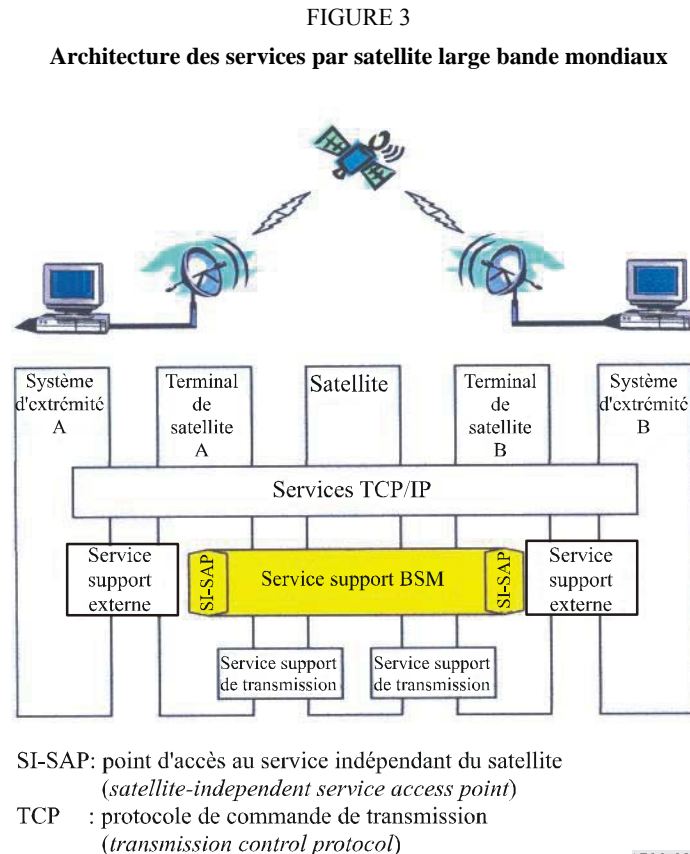 FIGURE 3
Architecture des services par satellite large bande mondiaux
Système
d'extrémité
A
Terminal
de
satellite
A
Satellite
Terminal
de
satellite
B
Système
d'extrémité
B
Services TCP/IP
Service
support
externe
SI-SAP
Service support BSM
SI-SAP
Service
support
externe
Service support
de transmission
Service support
de transmission
SI-SAP: point d'accès au service indépendant du satellite
(satellite-independent service access point)
TCP : protocole de commande de transmission
(transmission control protocol)